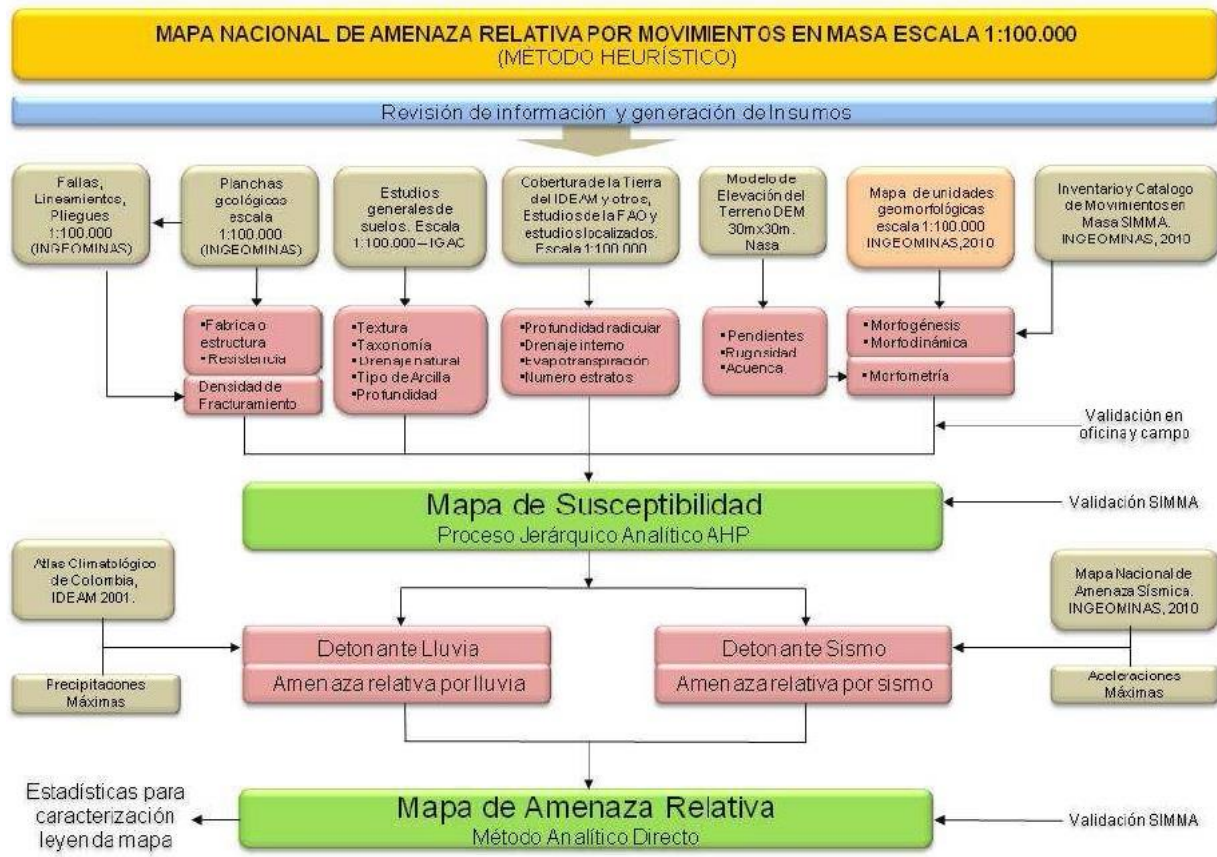 MAPA NACIONAL DE AMENAZA RELATIVA POR MOVIMIENTOS EN MASA ESCALA 1:100.000
(MÉTODO HEURÍSTICO)
Revisión de información y generación de Insumos
Fallas,
Lineamientos,
Pliegues
1:100.000
(INGEOMINAS)
Planchas
geológicas
escala
1:100.000
(INGEOMINAS)
Estudios
generales de
suelos. Escala
1:100.000–IGAC
Cobertura de la Tierra
del IDEAM y otros,
Estudios de la FAO y
estudios localizados.
Escala 1:100.000
Modelo de
Elevación del
Terreno DEM
30mx30m.
Nasa
Mapa de unidades
geomorfológicas
escala 1:100.000
INGEOMINAS,2010
Inventario y Catalogo
de Movimientos en
Masa SIMMA.
INGEOMINAS, 2010
▪Fabrica o
estructura
▪Resistencia
Densidad de
Fracturamiento
▪Textura
▪Taxonomía
▪Drenaje natural
▪Tipo de Arcilla
▪Profundidad
▪Profundidad radicular
▪Drenaje interno
▪Evapotranspiración
▪Numero estratos
▪Pendientes
▪Rugosidad
▪Acuenca
▪Morfogénesis
▪Morfodinámica
▪Morfometría
Validación en
oficina y campo
Mapa de Susceptibilidad
Proceso Jerárquico Analítico AHP
Validación SIMMA
Atlas Climatológico
de Colombia,
IDEAM 2001.
Mapa Nacional de
Amenaza Sísmica.
INGEOMINAS, 2010
Detonante Lluvia
Amenaza relativa por lluvia
Detonante Sismo
Amenaza relativa por sismo
Precipitaciones
Máximas
Aceleraciones
Máximas
Estadísticas para
caracterización
leyenda mapa
Mapa de Amenaza Relativa
Método Analítico Directo
Validación SIMMA